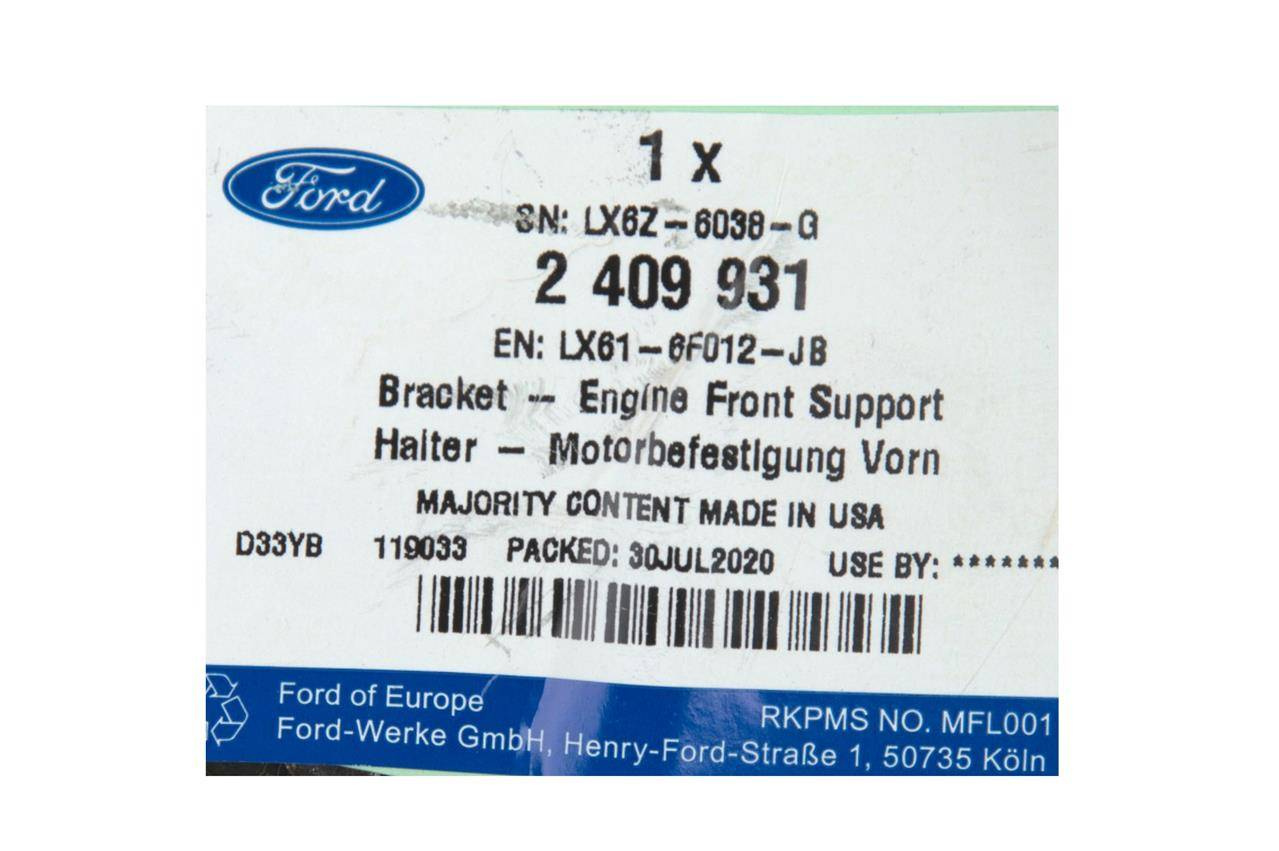 Ford
1 x
SN: LX6Z-6038-G
2 409 931
EN: LX61-6F012-JB
Bracket - Engine Front Support
Halter - Motorbefestigung Vorn
MAJORITY CONTENT MADE IN USA
D33YB 119033 PACKED: 30JUL2020 USE BY: *******
Ford of Europe
RKPMS NO. MFL001
Ford-Werke GmbH, Henry-Ford-Straße 1, 50735 Köln